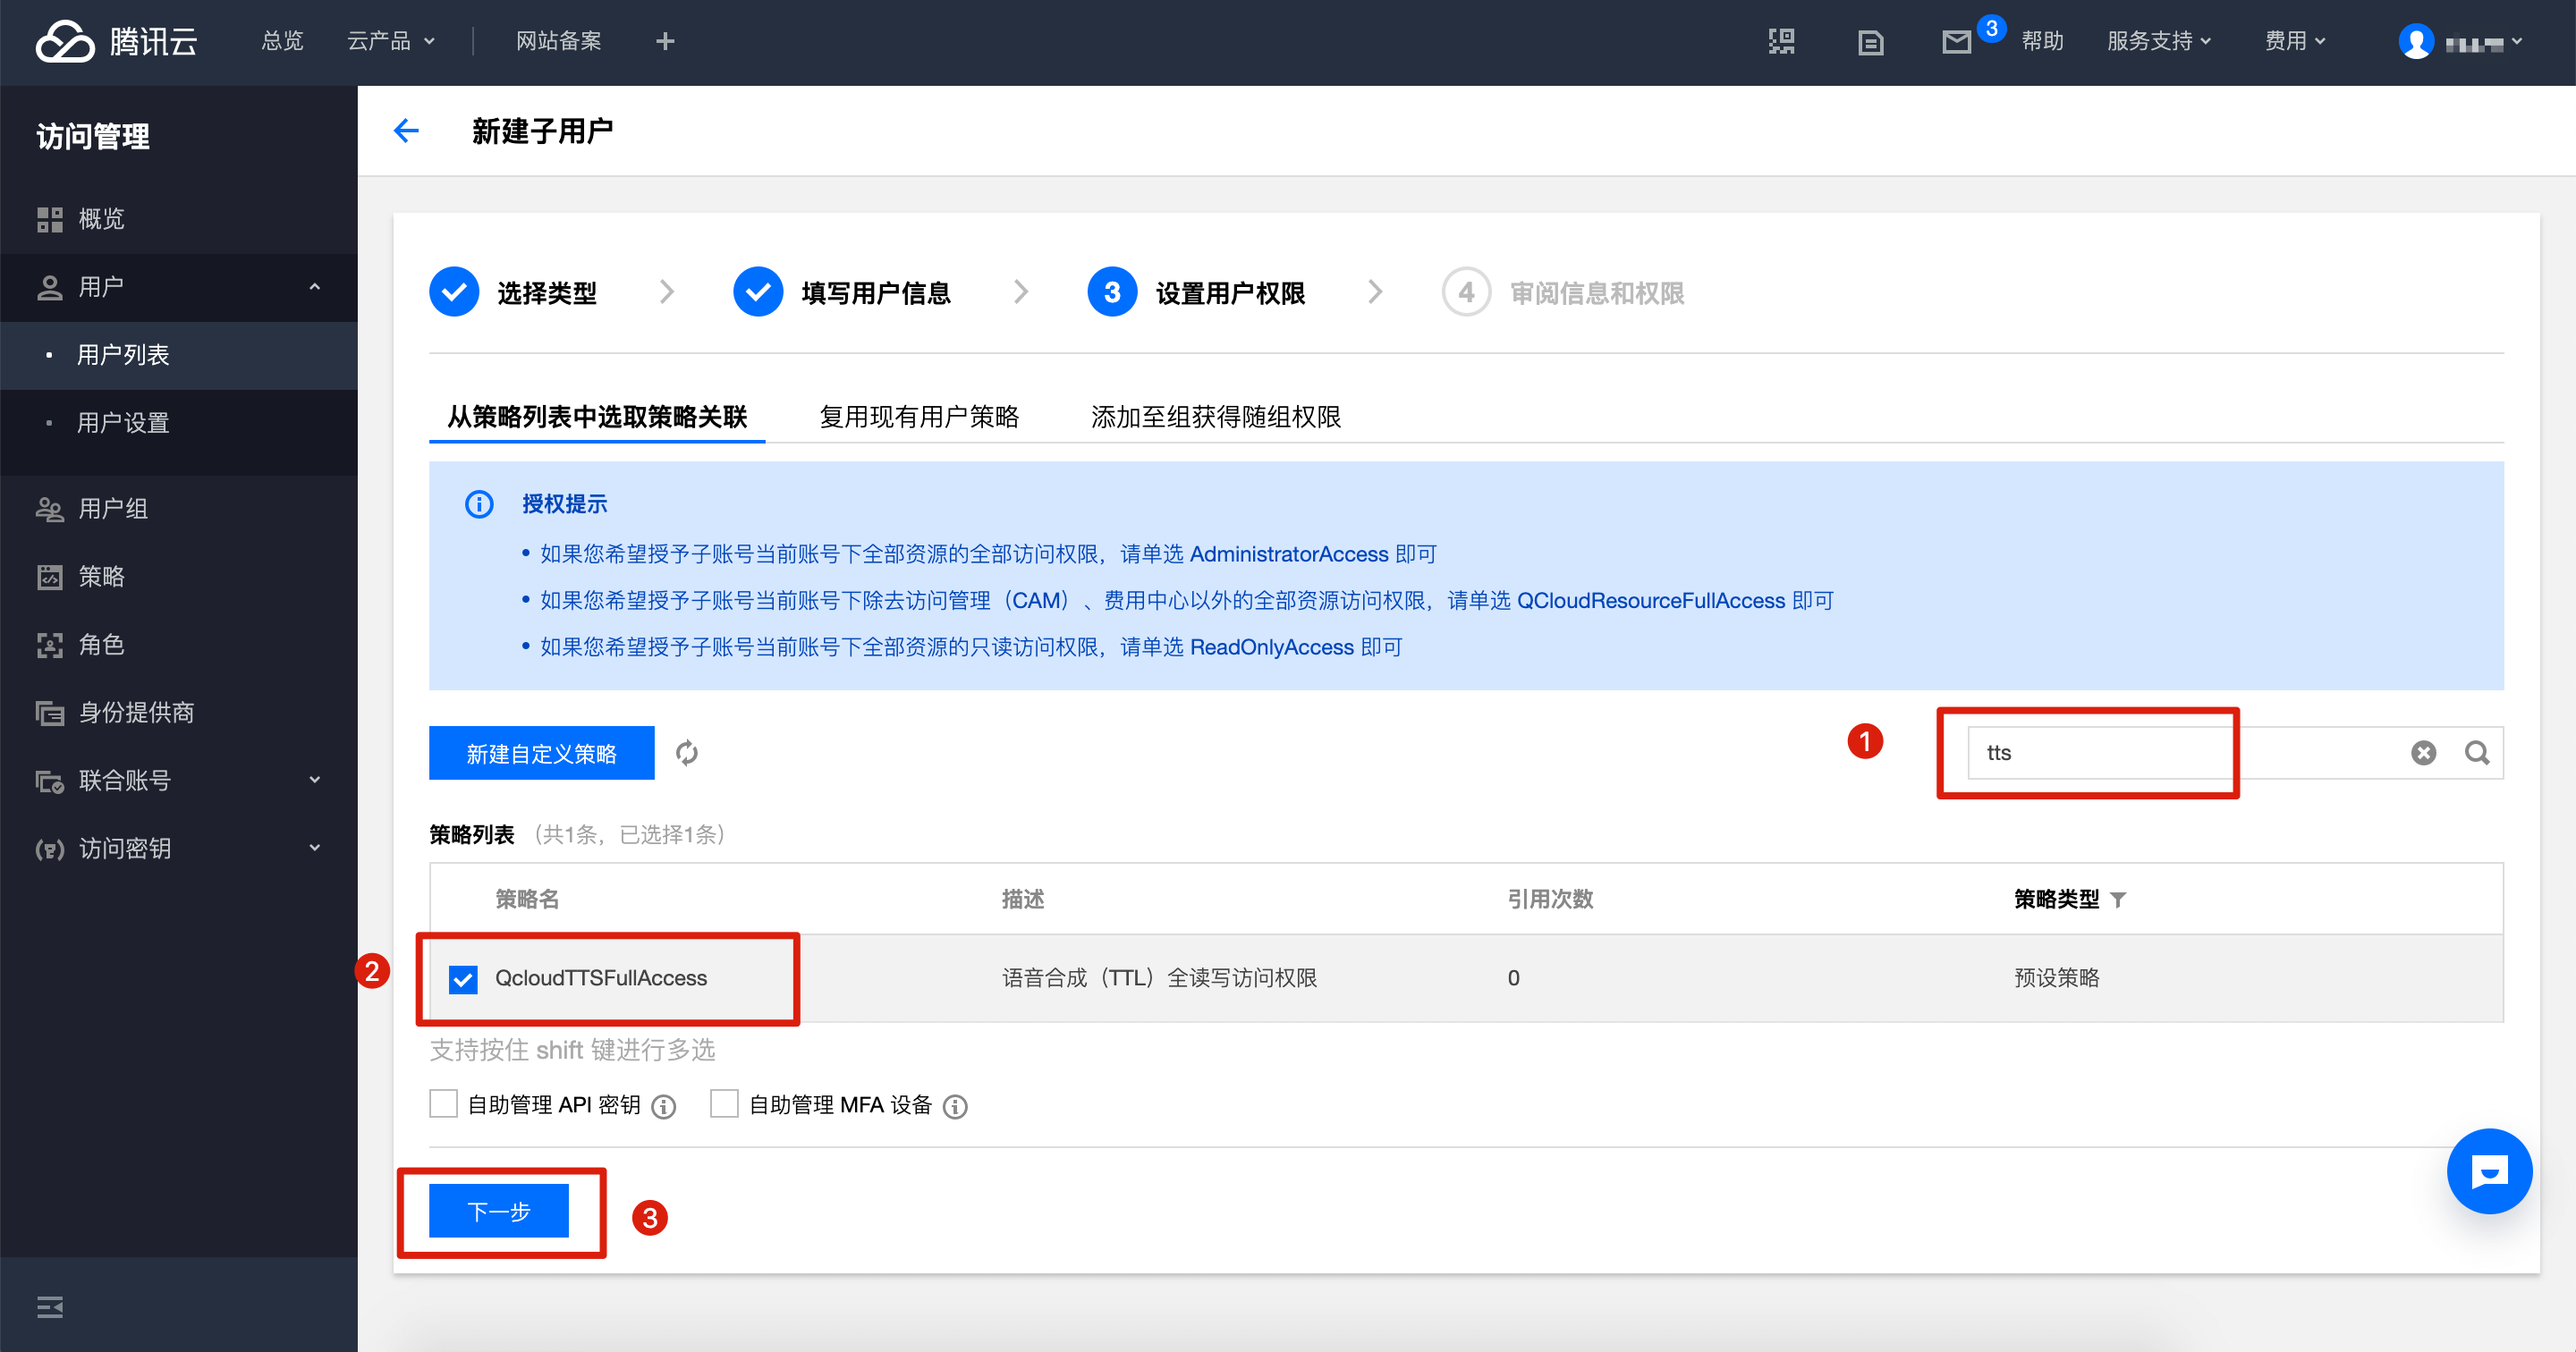 腾讯云 总览 云产品 网站备案 3 帮助 服务支持 费用
访问管理
概览
用户
用户列表
用户设置
用户组
策略
角色
身份提供商
联合账号
访问密钥
新建子用户
选择类型 填写用户信息 3 设置用户权限 4 审阅信息和权限
从策略列表中选取策略关联 复用现有用户策略 添加至组获得随组权限
授权提示
• 如果您希望授予子账号当前账号下全部资源的全部访问权限，请单选 AdministratorAccess 即可
• 如果您希望授予子账号当前账号下除去访问管理（CAM）、费用中心以外的全部资源访问权限，请单选 QCloudResourceFullAccess 即可
• 如果您希望授予子账号当前账号下全部资源的只读访问权限，请单选 ReadOnlyAccess 即可
新建自定义策略 1 tts
策略列表 （共1条，已选择1条）
策略名 描述 引用次数 策略类型
2 QcloudTTSFullAccess 语音合成（TTL）全读写访问权限 0 预设策略
支持按住 shift 键进行多选
自助管理 API 密钥 自助管理 MFA 设备
下一步 3